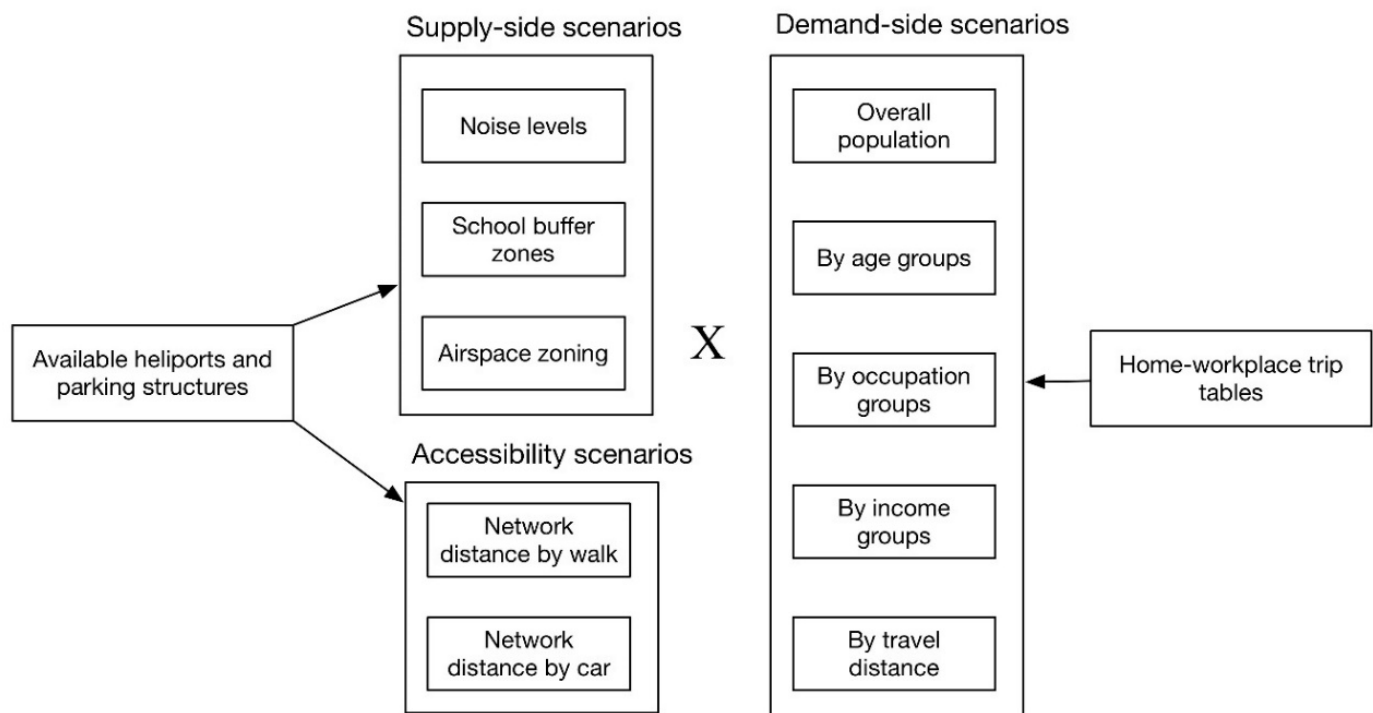 Supply-side scenarios
Noise levels
School buffer
zones
Airspace zoning
Available heliports and
parking structures
Accessibility scenarios
Network
distance by walk
Network
distance by car
X
Demand-side scenarios
Overall
population
By age groups
By occupation
groups
By income
groups
By travel
distance
Home-workplace trip
tables